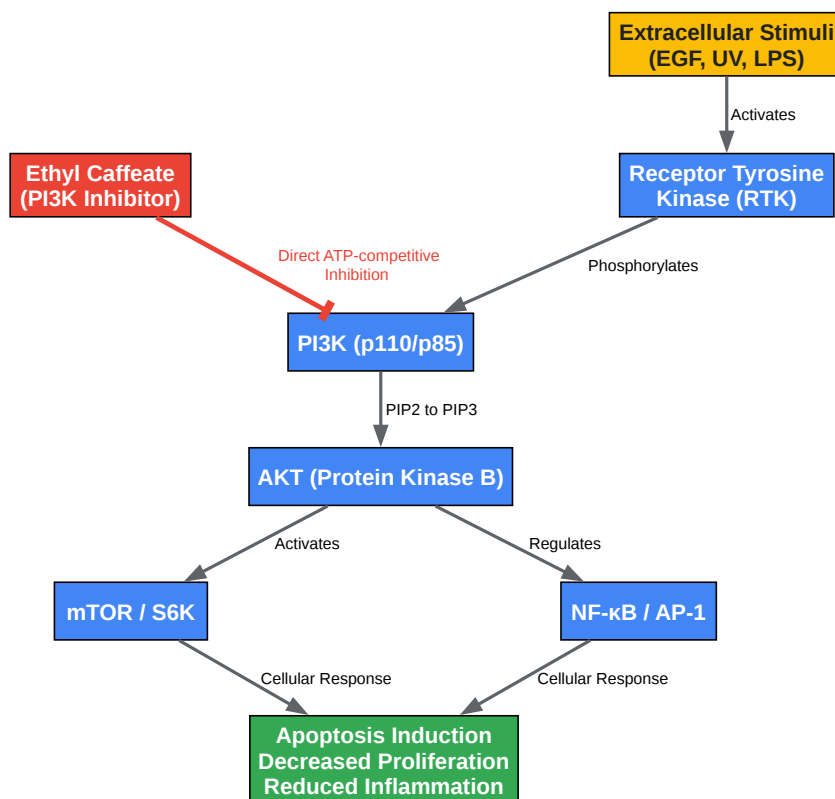 Extracellular Stimuli
(EGF, UV, LPS)
Activates
Ethyl Caffeate
(PI3K Inhibitor)
Receptor Tyrosine
Kinase (RTK)
Direct ATP-competitive
Inhibition
Phosphorylates
PI3K (p110/p85)
PIP2 to PIP3
AKT (Protein Kinase B)
Activates
Regulates
mTOR / S6K
NF-κB / AP-1
Cellular Response
Cellular Response
Apoptosis Induction
Decreased Proliferation
Reduced Inflammation